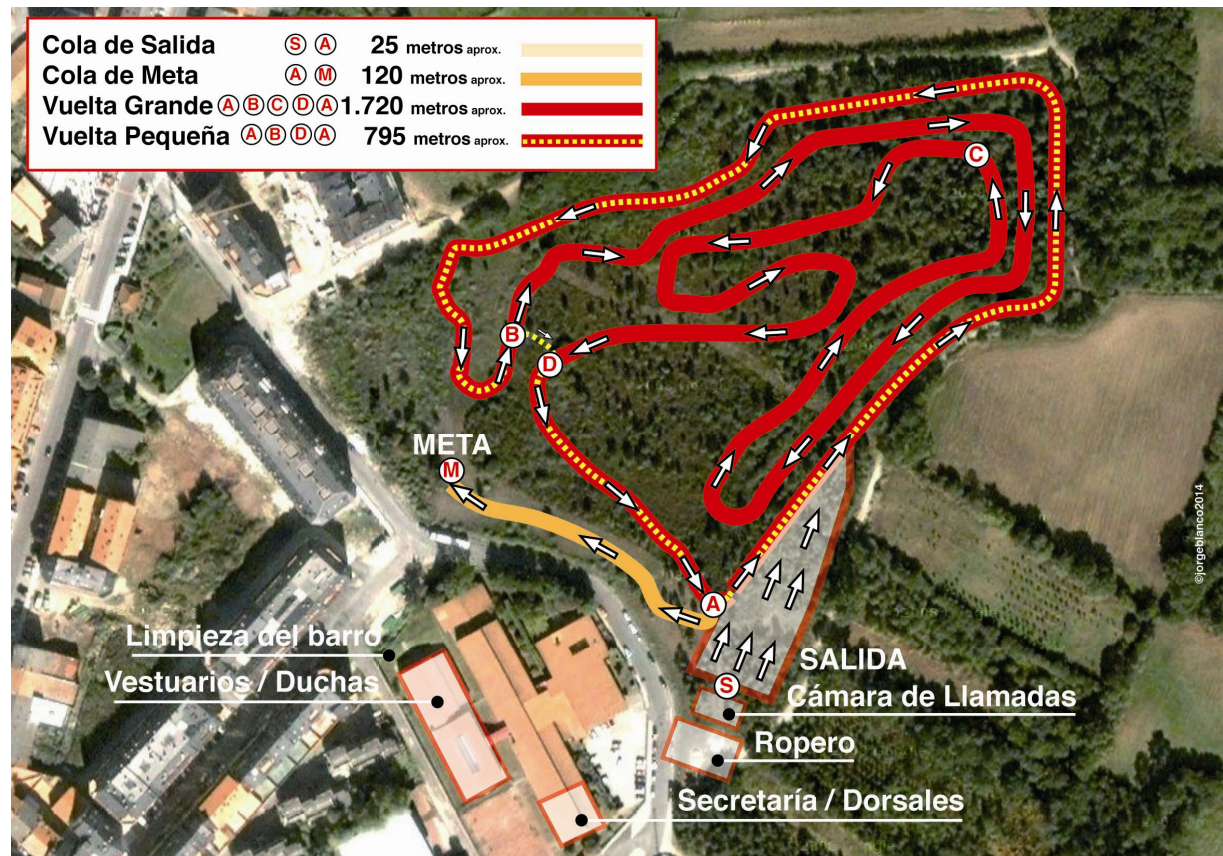 Cola de Salida S A 25 metros aprox.
Cola de Meta A M 120 metros aprox.
Vuelta Grande A B C D A 1.720 metros aprox.
Vuelta Pequeña A B D A 795 metros aprox.
C
B
D
META
M
©jorgeblanco2014
A
Limpieza del barro
SALIDA
Vestuarios / Duchas
S
Cámara de Llamadas
Ropero
Secretaría / Dorsales